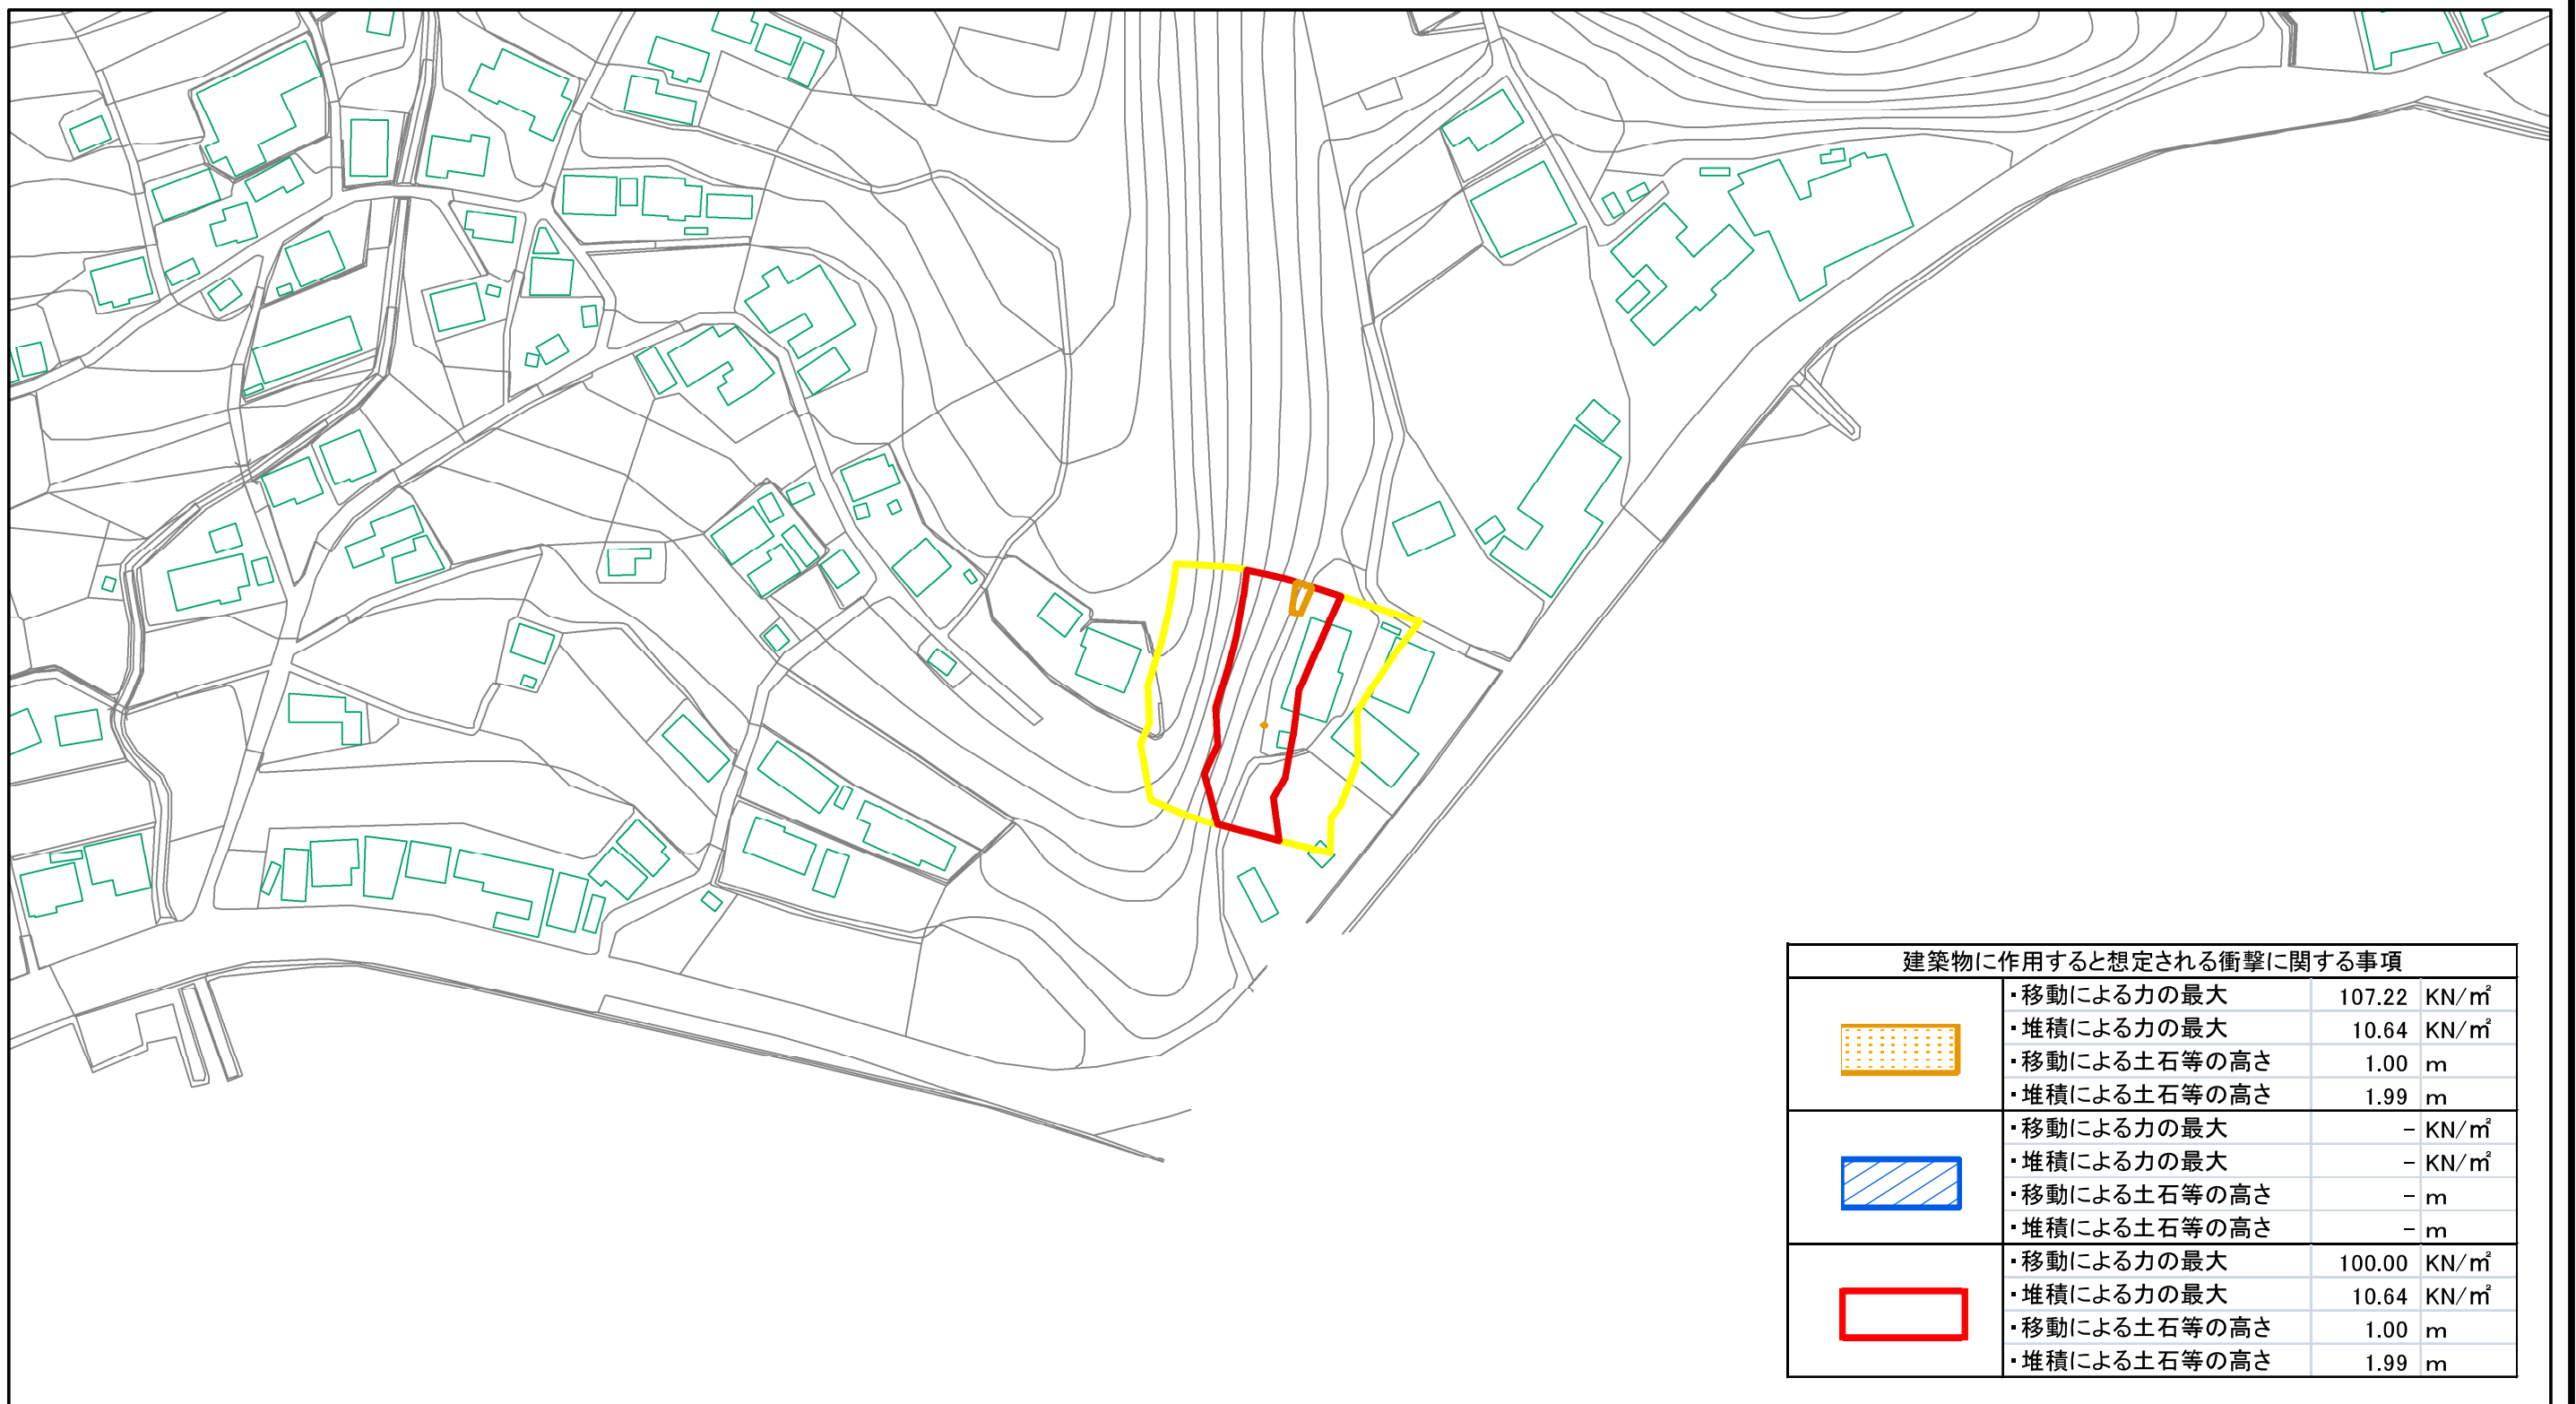 建築物に作用すると想定される衝撃に関する事項
・移動による力の最大 107.22 KN/㎡
・堆積による力の最大 10.64 KN/㎡
・移動による土石等の高さ 1.00 m
・堆積による土石等の高さ 1.99 m
・移動による力の最大 - KN/㎡
・堆積による力の最大 - KN/㎡
・移動による土石等の高さ - m
・堆積による土石等の高さ - m
・移動による力の最大 100.00 KN/㎡
・堆積による力の最大 10.64 KN/㎡
・移動による土石等の高さ 1.00 m
・堆積による土石等の高さ 1.99 m